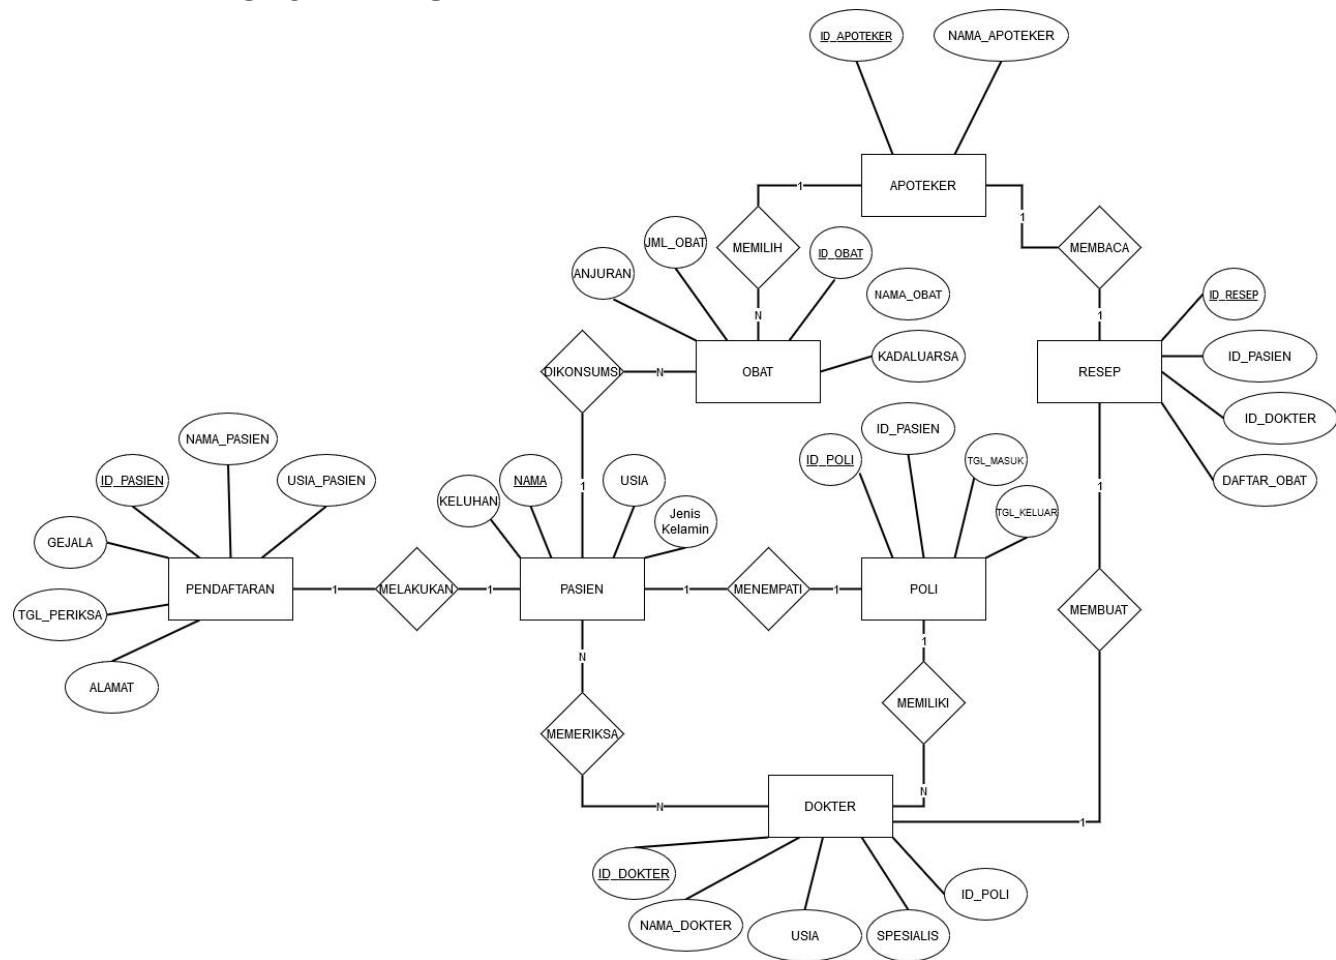 ID_APOTEKER
NAMA_APOTEKER
APOTEKER
1
1
MEMILIH
MEMBACA
JML_OBAT
ID_OBAT
ANJURAN
NAMA_OBAT
ID_RESEP
N
1
KADALUARSA
ID_PASIEN
DIKONSUMSI
N
OBAT
RESEP
ID_DOKTER
DAFTAR_OBAT
NAMA_PASIEN
ID_PASIEN
USIA_PASIEN
KELUHAN
NAMA
1
USIA
Jenis
Kelamin
ID_POLI
ID_PASIEN
TGL_MASUK
TGL_KELUAR
1
GEJALA
PENDAFTARAN
1
MELAKUKAN
1
PASIEN
1
MENEMPATI
1
POLI
MEMBUAT
TGL_PERIKSA
ALAMAT
N
1
MEMERIKSA
MEMILIKI
N
N
DOKTER
1
ID_DOKTER
NAMA_DOKTER
USIA
SPESIALIS
ID_POLI